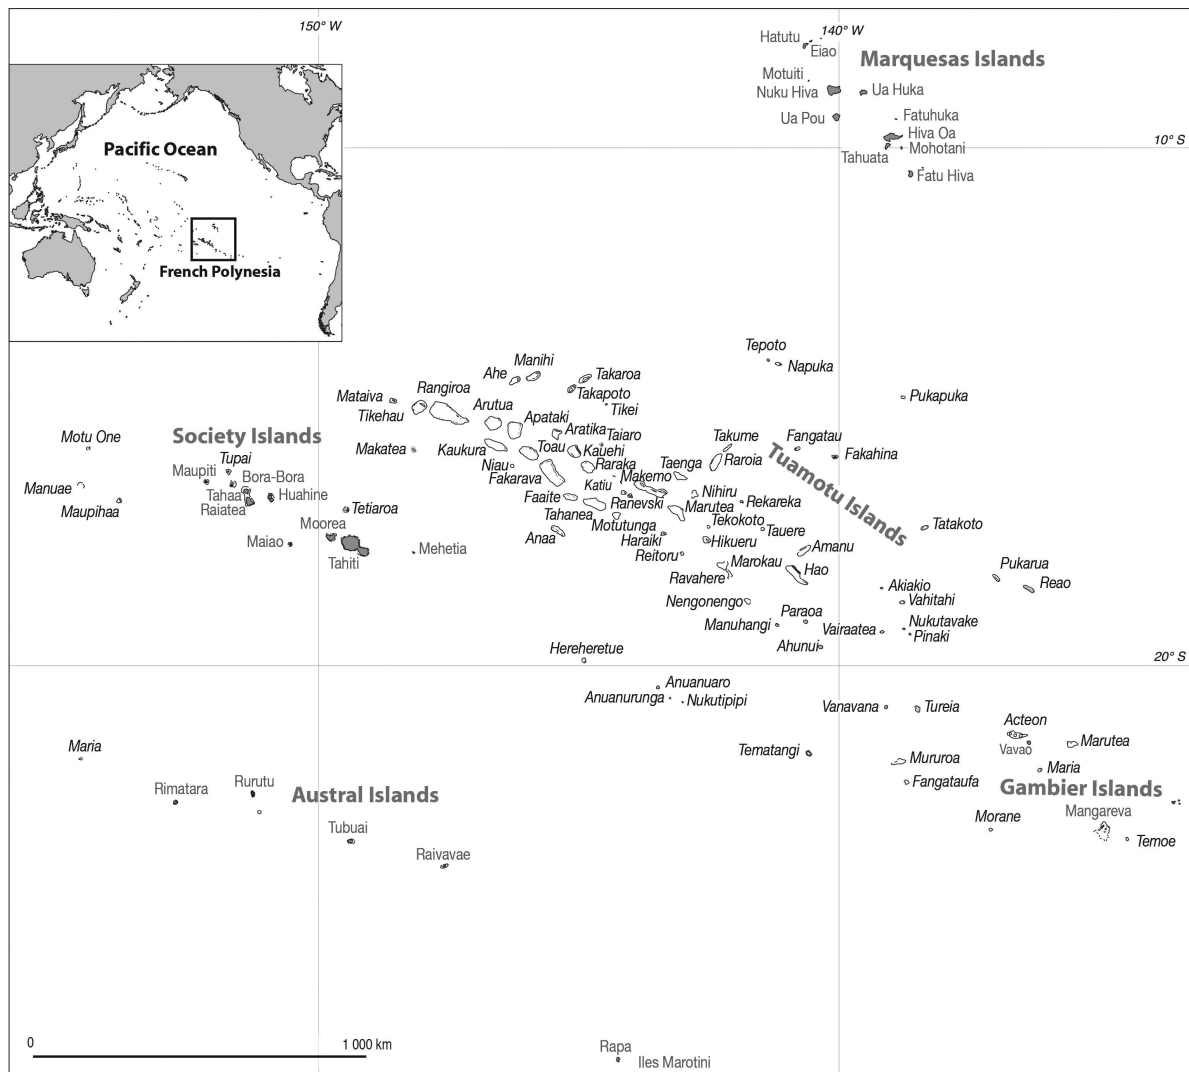 150° W
140° W
Hatutu
Eiao
Marquesas Islands
Motuiti
Nuku Hiva
Ua Huka
Ua Pou
Fatuhuka
Hiva Oa
10° S
Mohotani
Tahuata
Fatu Hiva
Pacific Ocean
French Polynesia
Tepoto
Napuka
Manihi
Ahe
Takaroa
Rangiroa
Takapoto
Mataiva
Pukapuka
Arutua
Tikei
Tikehau
Apataki
Aratika
Taiaro
Motu One
Society Islands
Takume
Fangatau
Makatea
Kaukura
Toau
Kauehi
Fakahina
Tupai
Raroia
Tuamotu Islands
Maupiti
Niau
Raraka
Taenga
Bora-Bora
Fakarava
Makemo
Manuae
Tahaa
Huahine
Katiu
Nihiru
Faaite
Ranevski
Rekareka
Maupihaa
Raiatea
Tetiaroa
Tahanea
Marutea
Moorea
Motutunga
Tekokoto
Tauere
Tatakoto
Anaa
Haraiki
Hikueru
Maiao
Mehetia
Reitoru
Amanu
Tahiti
Marokau
Hao
Pukarua
Ravahere
Reao
Akiakio
Nengonengo
Vahitahi
Paraoa
Manuhangi
Nukutavake
Vairaatea
Pinaki
Ahunui
Hereheretue
20° S
Anuanuaro
Anuanurunga
Nukutipipi
Vanavana
Tureia
Acteon
Maria
Vavao
Marutea
Tematangi
Mururoa
Maria
Rimatara
Rurutu
Fangataufa
Austral Islands
Gambier Islands
Morane
Mangareva
Tubuai
Temoe
Raivavae
0
1 000 km
Rapa
Iles Marotini